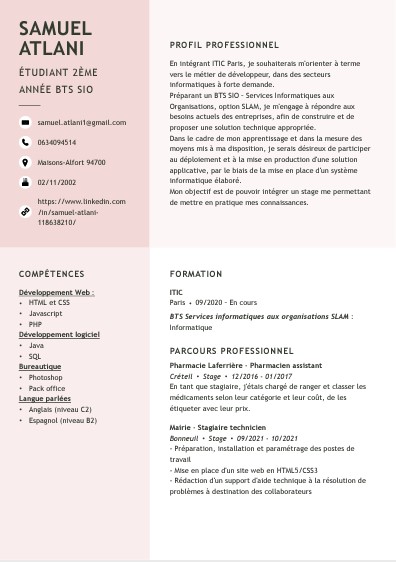 SAMUEL
ATLANI
ÉTUDIANT 2ÈME
ANNÉE BTS SIO
samuel.atlani1@gmail.com
0634094514
Maisons-Alfort 94700
02/11/2002
https://www.linkedin.com
/in/samuel-atlani-
118638210/
COMPÉTENCES
Développement Web :
• HTML et CSS
• Javascript
• PHP
Développement logiciel
• Java
• SQL
Bureautique
• Photoshop
• Pack office
Langue parlées
• Anglais (niveau C2)
• Espagnol (niveau B2)
PROFIL PROFESSIONNEL
En intégrant ITIC Paris, je souhaiterais m'orienter à terme
vers le métier de développeur, dans des secteurs
informatiques à forte demande.
Préparant un BTS SIO - Services Informatiques aux
Organisations, option SLAM, je m'engage à répondre aux
besoins actuels des entreprises, afin de construire et de
proposer une solution technique appropriée.
Dans le cadre de mon apprentissage et dans la mesure des
moyens mis à ma disposition, je serais désireux de participer
au déploiement et à la mise en production d'une solution
applicative, par le biais de la mise en place d'un système
informatique élaboré.
Mon objectif est de pouvoir intégrer un stage me permettant
de mettre en pratique mes connaissances.
FORMATION
ITIC
Paris • 09/2020 - En cours
BTS Services informatiques aux organisations SLAM :
Informatique
PARCOURS PROFESSIONNEL
Pharmacie Laferrière - Pharmacien assistant
Créteil • Stage • 12/2016 - 01/2017
En tant que stagiaire, j'étais chargé de ranger et classer les
médicaments selon leur catégorie et leur coût, de les
étiqueter avec leur prix.
Mairie - Stagiaire technicien
Bonneuil • Stage • 09/2021 - 10/2021
- Préparation, installation et paramétrage des postes de
travail
- Mise en place d'un site web en HTML5/CSS3
- Rédaction d'un support d'aide technique à la résolution de
problèmes à destination des collaborateurs